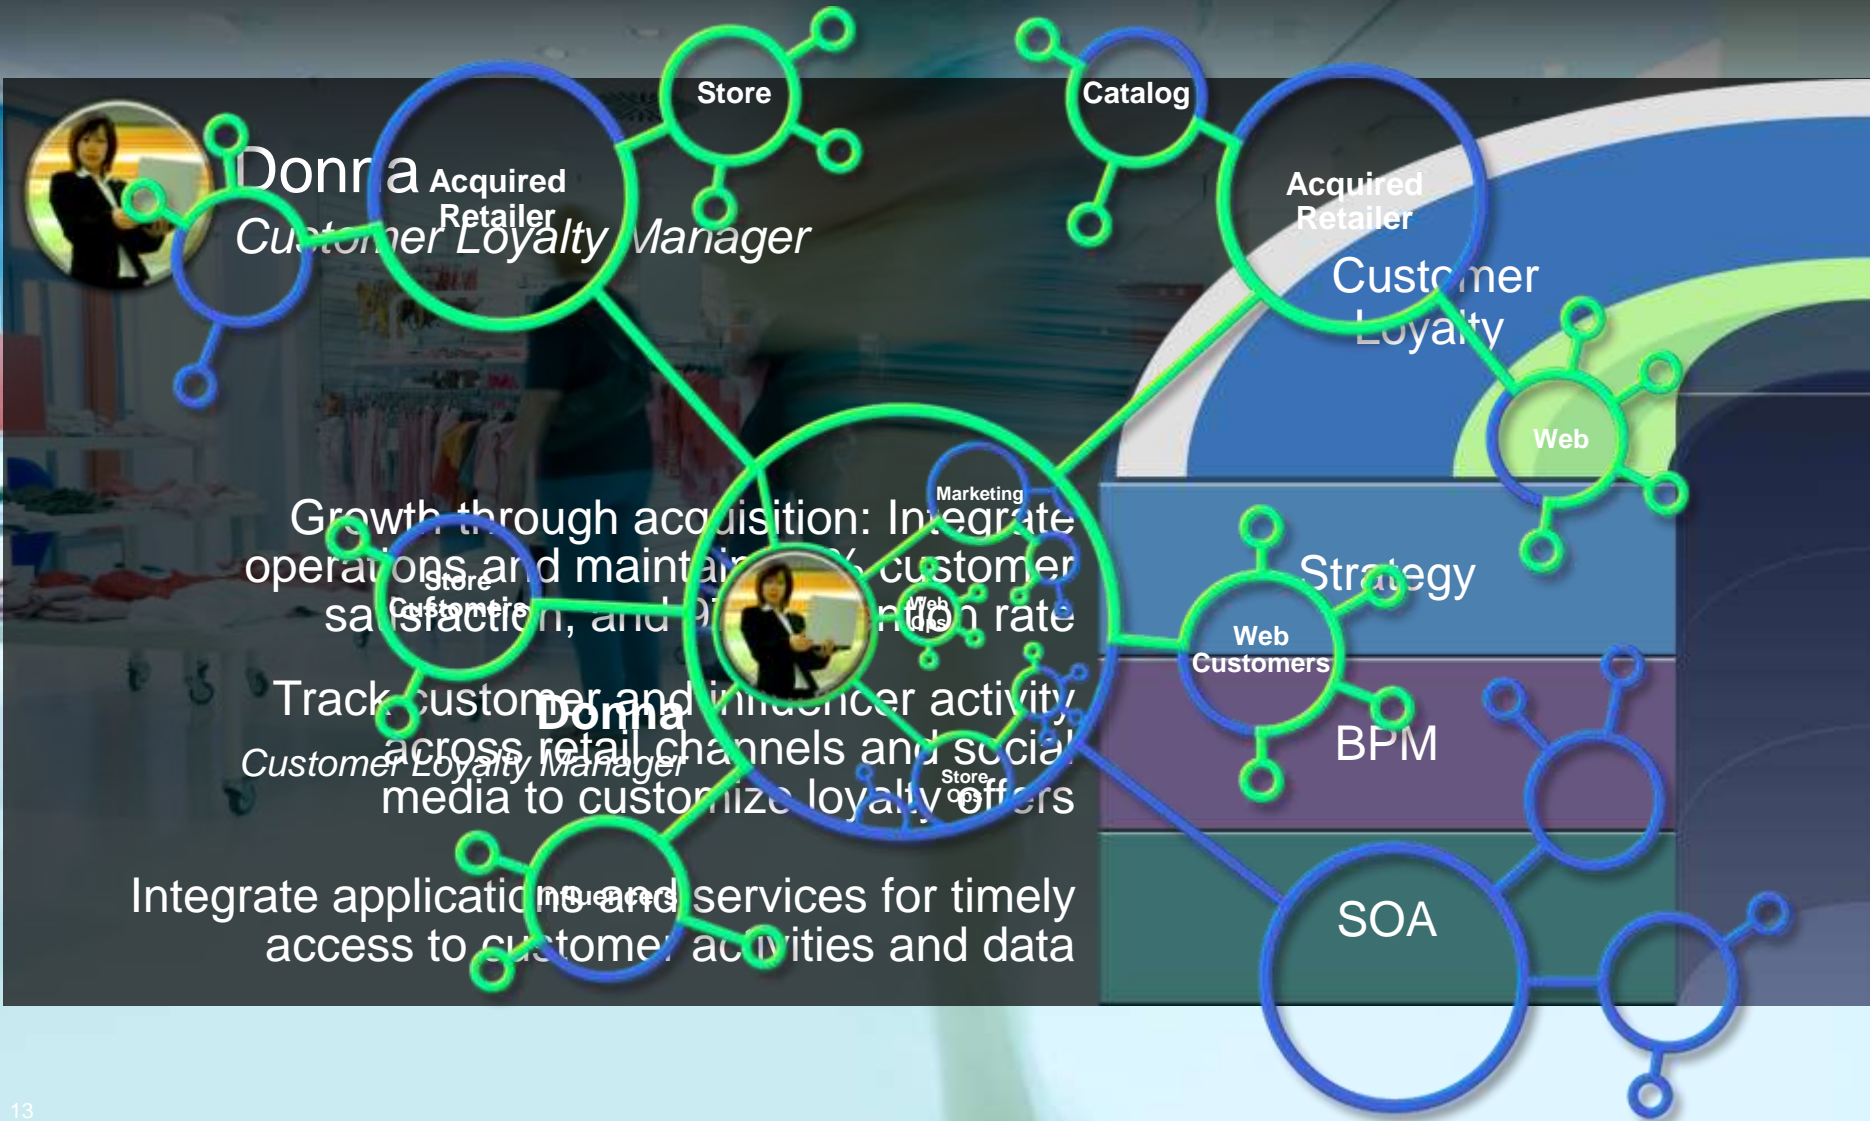 Store
Catalog
Donna
Customer Loyalty Manager
Acquired
Retailer
Acquired
Retailer
Customer
Loyalty
Web
Marketing
Growth through acquisition: Integrate
operations and maintain % customer
satisfaction, and rate
Store
Customers
Web
Ops
Strategy
Web
Customers
Track customer and influencer activity
across retail channels and social
media to customize loyalty offers
Donna
Customer Loyalty Manager
Store
ops
BPM
Influencers
Integrate applications and services for timely
access to customer activities and data
SOA
13